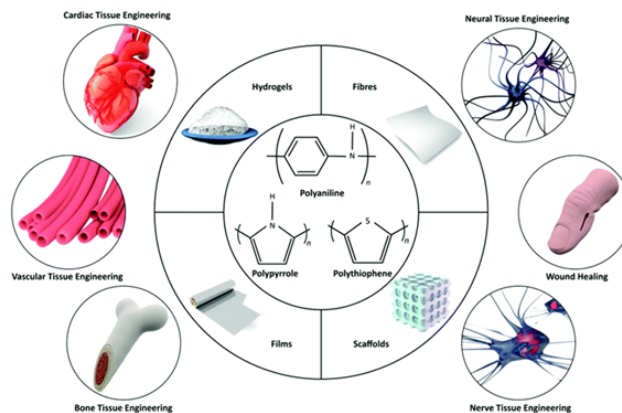 Cardiac Tissue Engineering
Neural Tissue Engineering
Hydrogels
Fibres
H
N
n
Polyaniline
H
N
n
S
n
Polypyrrole
Polythiophene
Vascular Tissue Engineering
Wound Healing
Films
Scaffolds
Bone Tissue Engineering
Nerve Tissue Engineering